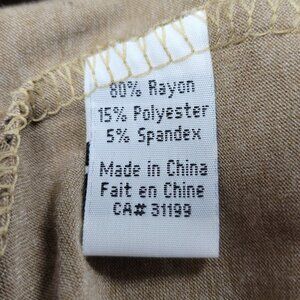 80% Rayon
15% Polyester
5% Spandex
Made in China
Fait en Chine
CA# 31199